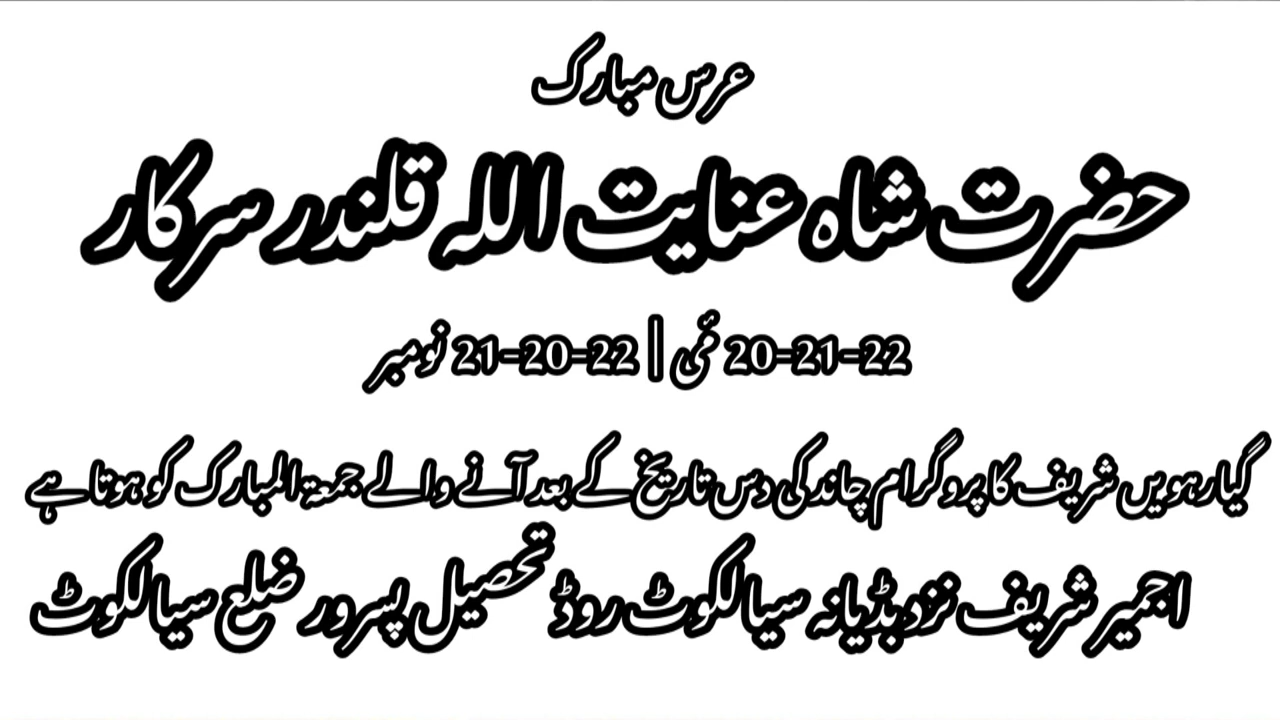 عرس مبارک
حضرت شاہ عنایت اللہ قلندر سرکار
20-21-22 مئی | 22-20-21 نومبر
گیارہویں شریف کا پروگرام چاند کی دس تاریخ کے بعد آنے والے جمعۃ المبارک کو ہوتا ہے
اجمیر شریف نزد بڈیانہ سیالکوٹ روڈ تحصیل پسرور ضلع سیالکوٹ